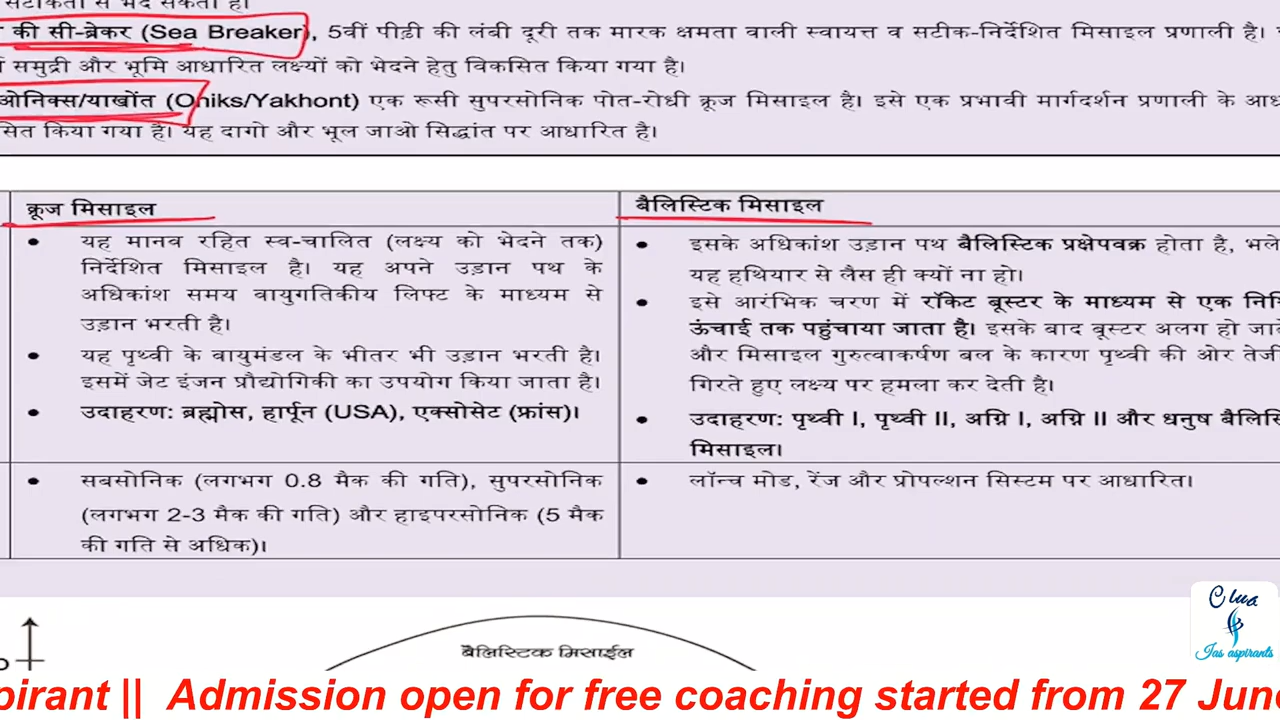 सटीकता से भेद सकता है।
की सी-ब्रेकर (Sea Breaker), 5वीं पीढ़ी की लंबी दूरी तक मारक क्षमता वाली स्वायत्त व सटीक-निर्देशित मिसाइल प्रणाली है।
समुद्री और भूमि आधारित लक्ष्यों को भेदने हेतु विकसित किया गया है।
ओनिक्स/याखोंत (Oniks/Yakhont) एक रूसी सुपरसोनिक पोत-रोधी क्रूज मिसाइल है। इसे एक प्रभावी मार्गदर्शन प्रणाली के आध
सित किया गया है। यह दागो और भूल जाओ सिद्धांत पर आधारित है।
क्रूज मिसाइल
• यह मानव रहित स्व-चालित (लक्ष्य को भेदने तक)
निर्देशित मिसाइल है। यह अपने उड़ान पथ के
अधिकांश समय वायुगतिकीय लिफ्ट के माध्यम से
उड़ान भरती है।
• यह पृथ्वी के वायुमंडल के भीतर भी उड़ान भरती है।
इसमें जेट इंजन प्रौद्योगिकी का उपयोग किया जाता है।
• उदाहरण: ब्रह्मोस, हार्पून (USA), एक्सोसेट (फ्रांस)।
बैलिस्टिक मिसाइल
• इसके अधिकांश उड़ान पथ बैलिस्टिक प्रक्षेपवक्र होता है, भले
यह हथियार से लैस ही क्यों ना हो।
• इसे आरंभिक चरण में रॉकेट बूस्टर के माध्यम से एक निश्
ऊंचाई तक पहुंचाया जाता है। इसके बाद बूस्टर अलग हो जाते
और मिसाइल गुरुत्वाकर्षण बल के कारण पृथ्वी की ओर तेजी
गिरते हुए लक्ष्य पर हमला कर देती है।
• उदाहरण: पृथ्वी I, पृथ्वी II, अग्नि I, अग्नि II और धनुष बैलिस्
मिसाइल।
• सबसोनिक (लगभग 0.8 मैक की गति), सुपरसोनिक
(लगभग 2-3 मैक की गति) और हाइपरसोनिक (5 मैक
की गति से अधिक)।
• लॉन्च मोड, रेंज और प्रोपल्शन सिस्टम पर आधारित।
बैलिस्टिक मिसाईल
Clue
Ias aspirants
pirant || Admission open for free coaching started from 27 June